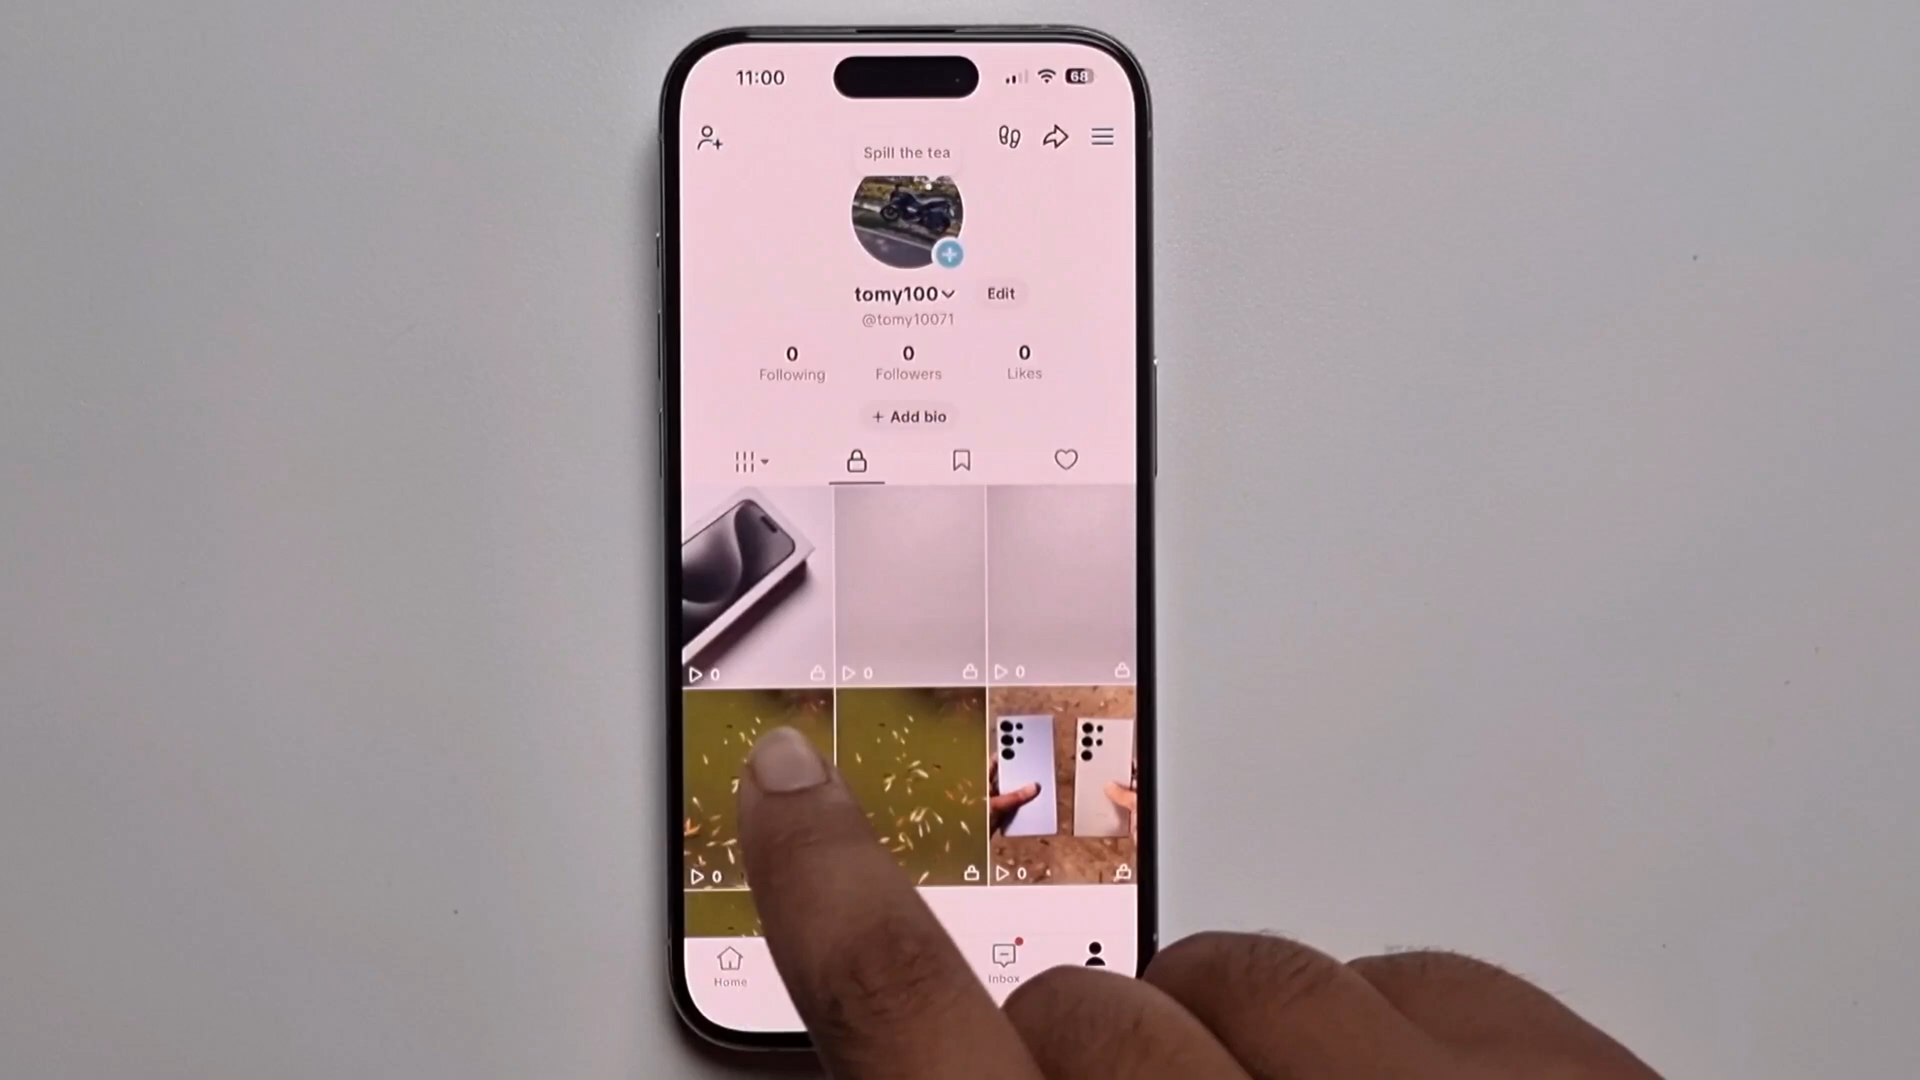 11:00
68
Spill the tea
tomy100
Edit
@tomy10071
0
Following
0
Followers
0
Likes
+ Add bio
0
0
0
0
0
Home
Inbox